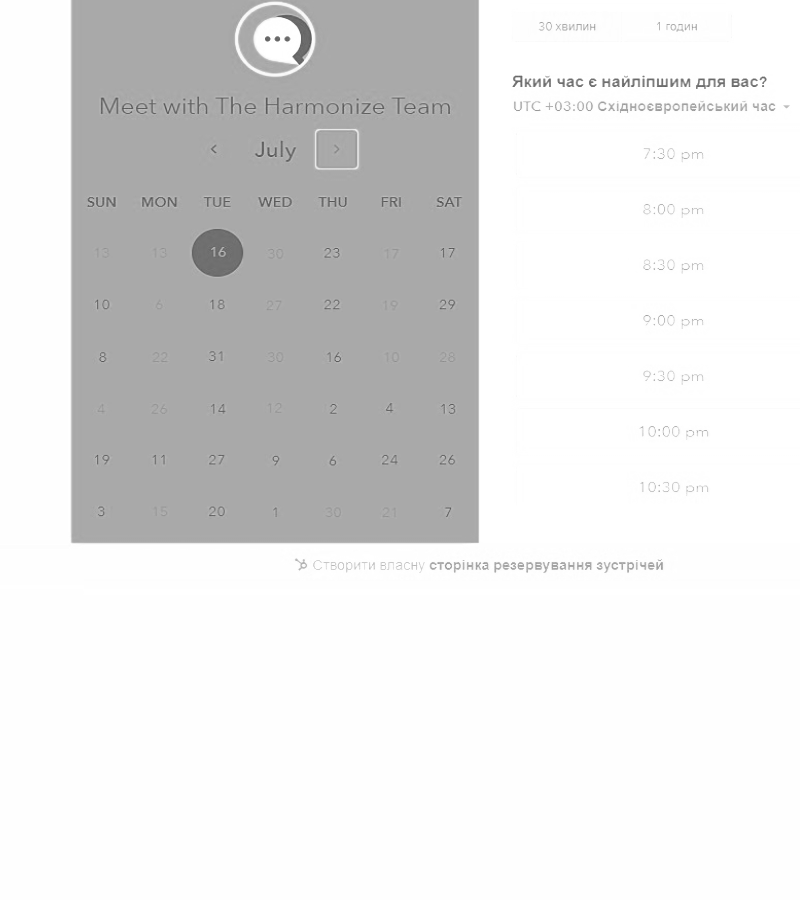 30 хвилин 1 годин
Meet with The Harmonize Team
Який час є найліпшим для вас?
UTC +03:00 Східноєвропейський час
July
SUN MON TUE WED THU FRI SAT
13 13 16 30 23 17 17
10 6 18 27 22 19 29
8 22 31 30 16 10 28
4 26 14 12 2 4 13
19 11 27 9 6 24 26
3 15 20 1 30 21 7
7:30 pm
8:00 pm
8:30 pm
9:00 pm
9:30 pm
10:00 pm
10:30 pm
Створити власну сторінка резервування зустрічей